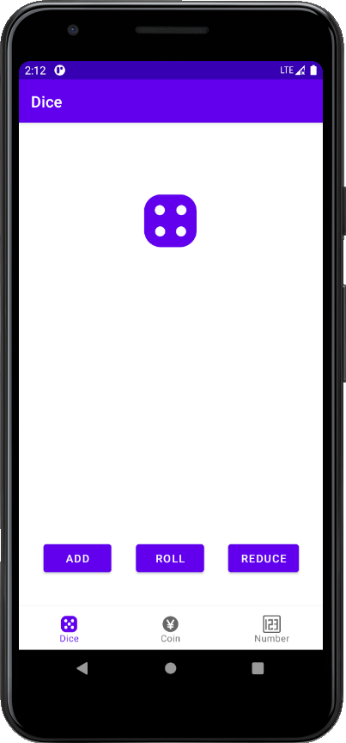 2:12 LTE
Dice
ADD ROLL REDUCE
Dice Coin Number